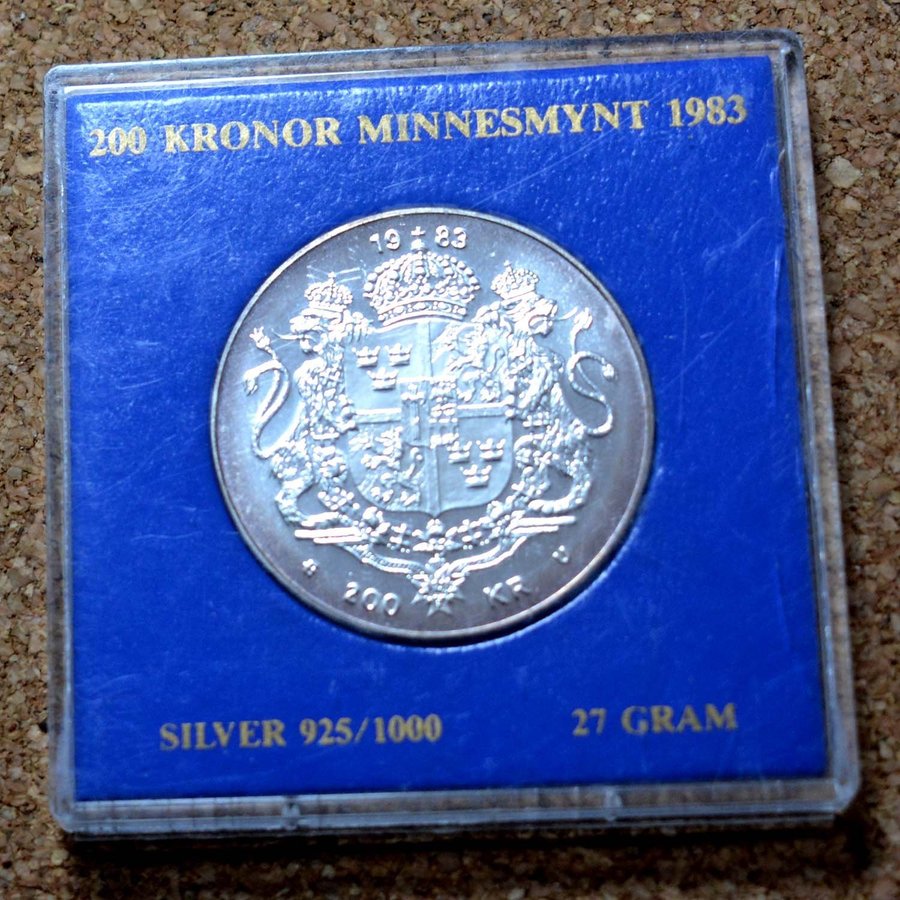 200 KRONOR MINNESMYNT 1983
19 83
200 KR U
SILVER 925/1000 27 GRAM